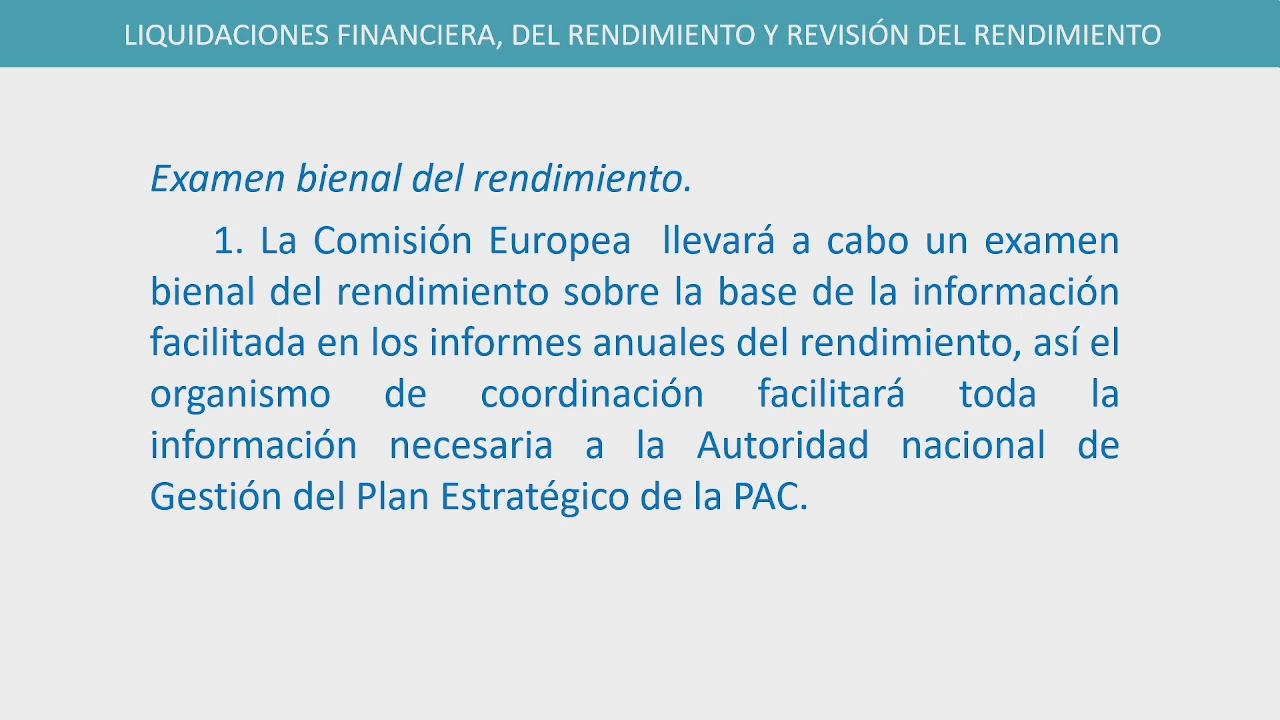 LIQUIDACIONES FINANCIERA, DEL RENDIMIENTO Y REVISIÓN DEL RENDIMIENTO
Examen bienal del rendimiento.
1. La Comisión Europea llevará a cabo un examen
bienal del rendimiento sobre la base de la información
facilitada en los informes anuales del rendimiento, así el
organismo de coordinación facilitará toda la
información necesaria a la Autoridad nacional de
Gestión del Plan Estratégico de la PAC.